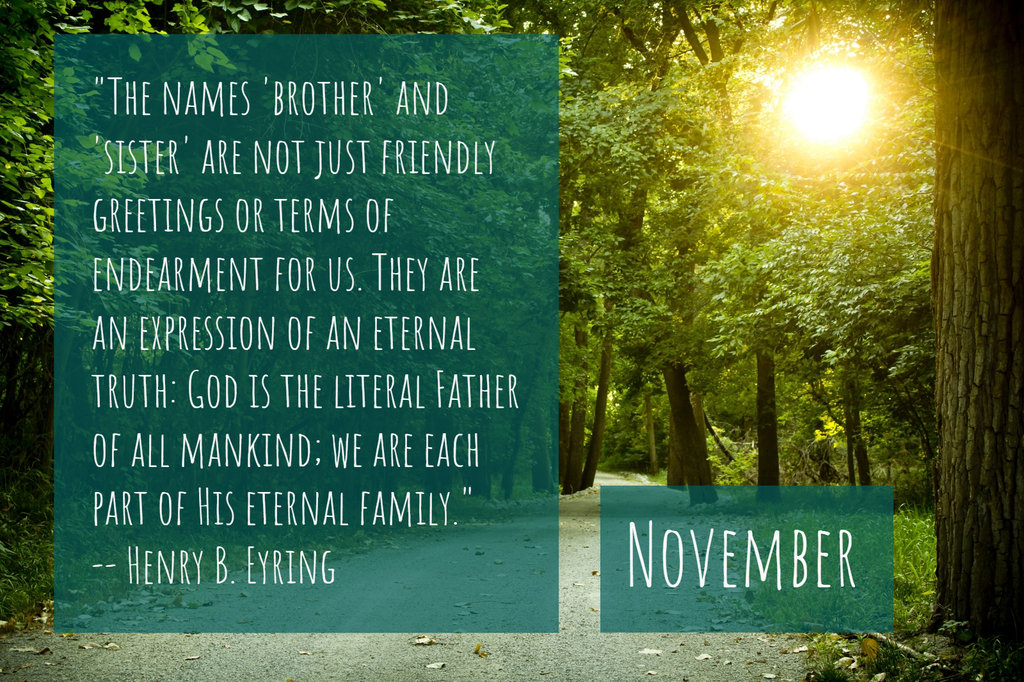 "The names 'brother' and
'sister' are not just friendly
greetings or terms of
endearment for us. They are
an expression of an eternal
truth: God is the literal Father
of all mankind; we are each
part of His eternal family."
-- Henry B. Eyring
November